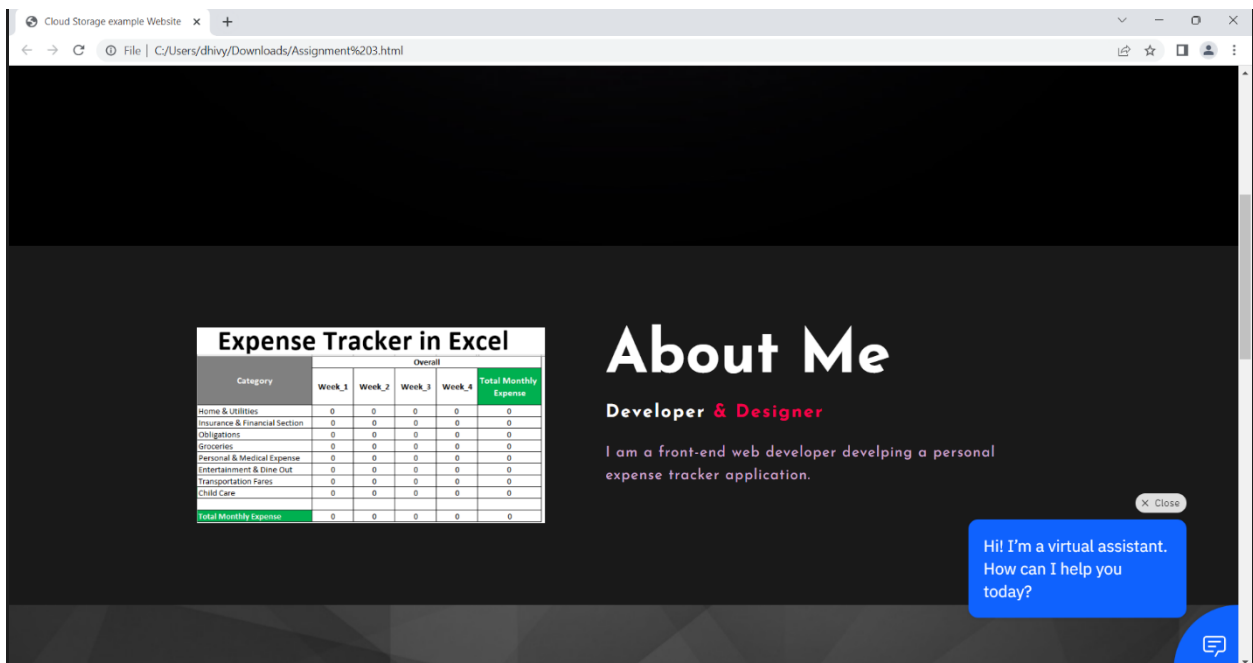 Cloud Storage example Website
File | C:/Users/dhivy/Downloads/Assignment%203.html
Expense Tracker in Excel
Category
Overall
Week_1 Week_2 Week_3 Week_4 Total Monthly
Expense
Home & Utilities 0 0 0 0 0
Insurance & Financial Section 0 0 0 0 0
Obligations 0 0 0 0 0
Groceries 0 0 0 0 0
Personal & Medical Expense 0 0 0 0 0
Entertainment & Dine Out 0 0 0 0 0
Transportation Fares 0 0 0 0 0
Child Care 0 0 0 0 0
Total Monthly Expense 0 0 0 0 0
About Me
Developer & Designer
I am a front-end web developer develping a personal
expense tracker application.
Close
Hi! I'm a virtual assistant.
How can I help you
today?